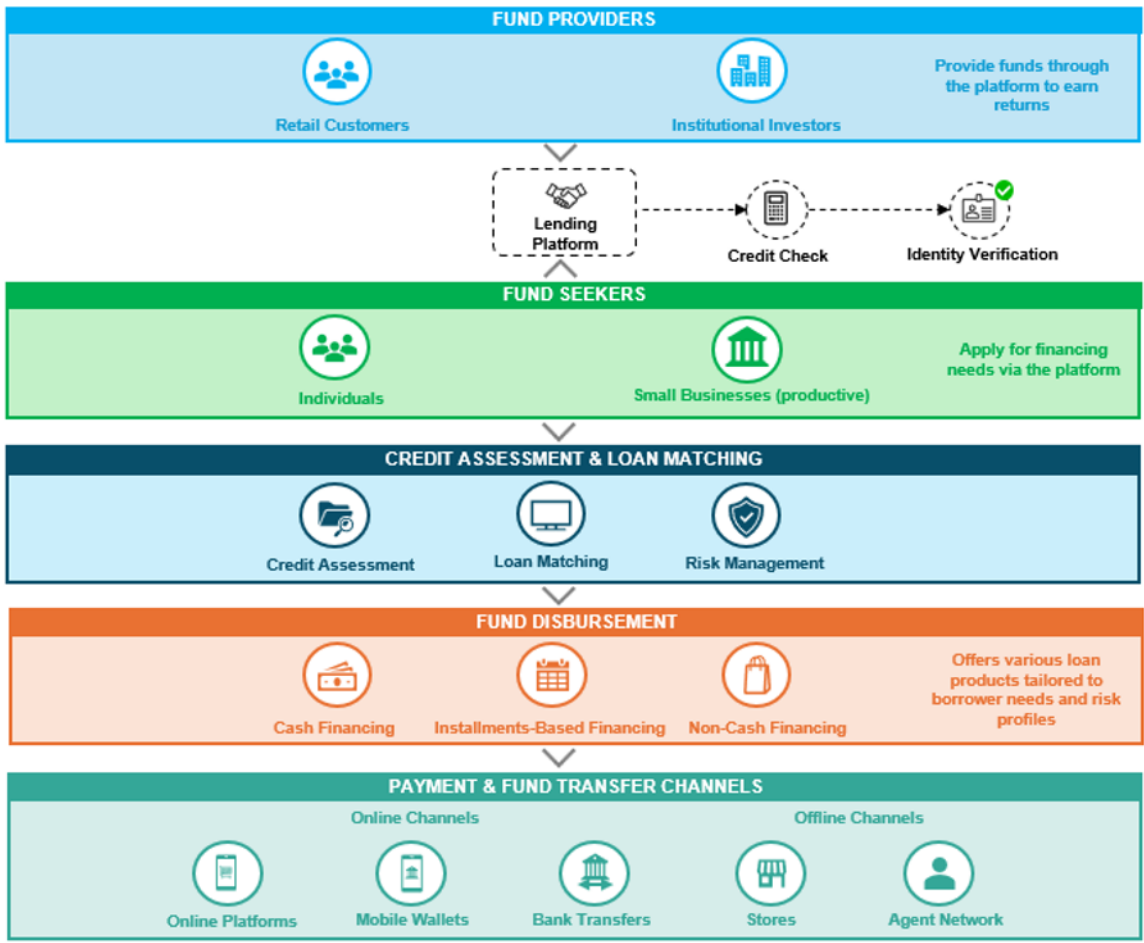 FUND PROVIDERS
Provide funds through
the platform to earn
returns
Retail Customers
Institutional Investors
Lending
Platform
Credit Check
Identity Verification
FUND SEEKERS
Apply for financing
needs via the platform
Individuals
Small Businesses (productive)
CREDIT ASSESSMENT & LOAN MATCHING
Credit Assessment
Loan Matching
Risk Management
FUND DISBURSEMENT
Offers various loan
products tailored to
borrower needs and risk
profiles
Cash Financing
Installments-Based Financing
Non-Cash Financing
PAYMENT & FUND TRANSFER CHANNELS
Online Channels
Offline Channels
Online Platforms
Mobile Wallets
Bank Transfers
Stores
Agent Network